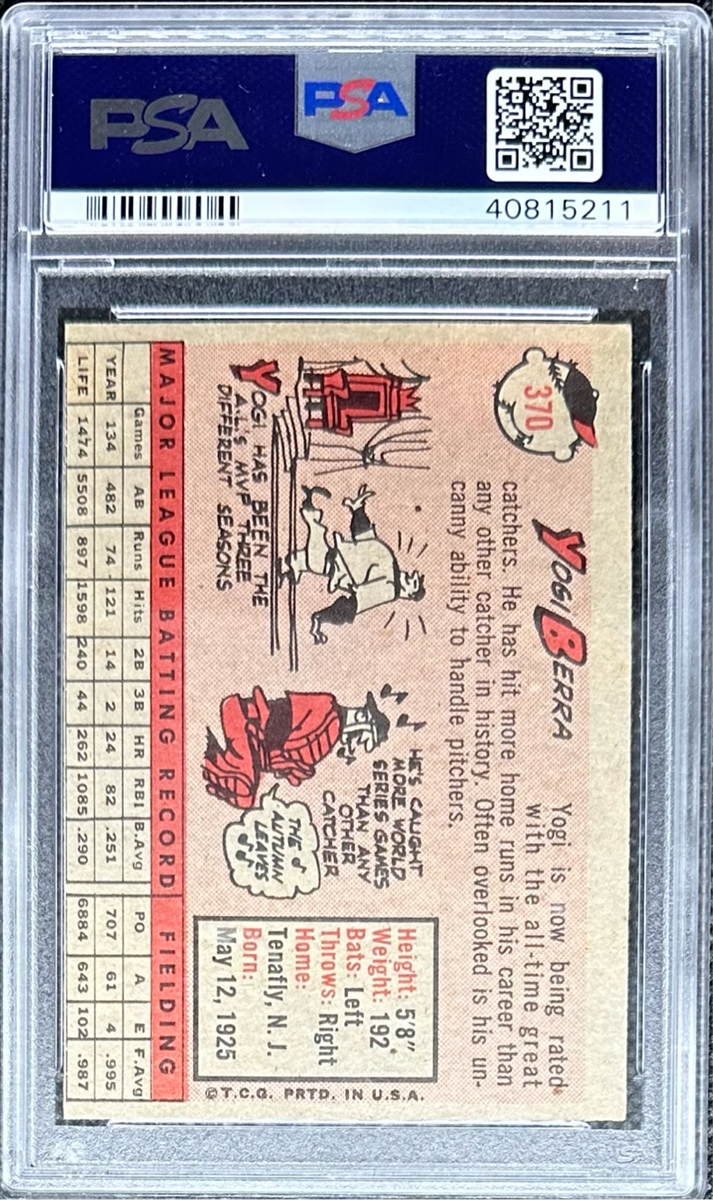 PSA
PSA
40815211
370
YOGI BERRA
Yogi is now being rated
with the all-time great
catchers. He has hit more home runs in his career than
any other catcher in history. Often overlooked is his un-
canny ability to handle pitchers.
YOGI HAS BEEN THE
A.L.'S MVP THREE
DIFFERENT SEASONS
HE'S CAUGHT
MORE WORLD
SERIES GAMES
THAN ANY
OTHER
CATCHER
THE
AUTUMN
LEAVES
Height: 5'8"
Weight: 192
Bats: Left
Throws: Right
Home:
Tenafly, N. J.
Born:
May 12, 1925
© T.C.G. PRTD. IN U.S.A.
MAJOR LEAGUE BATTING RECORD FIELDING
Games AB Runs Hits 2B 3B HR RBI B.Avg PO A E F.Avg
YEAR 134 482 74 121 14 2 24 82 .251 707 61 4 .995
LIFE 1474 5508 897 1598 240 44 262 1085 .290 6884 643 102 .987